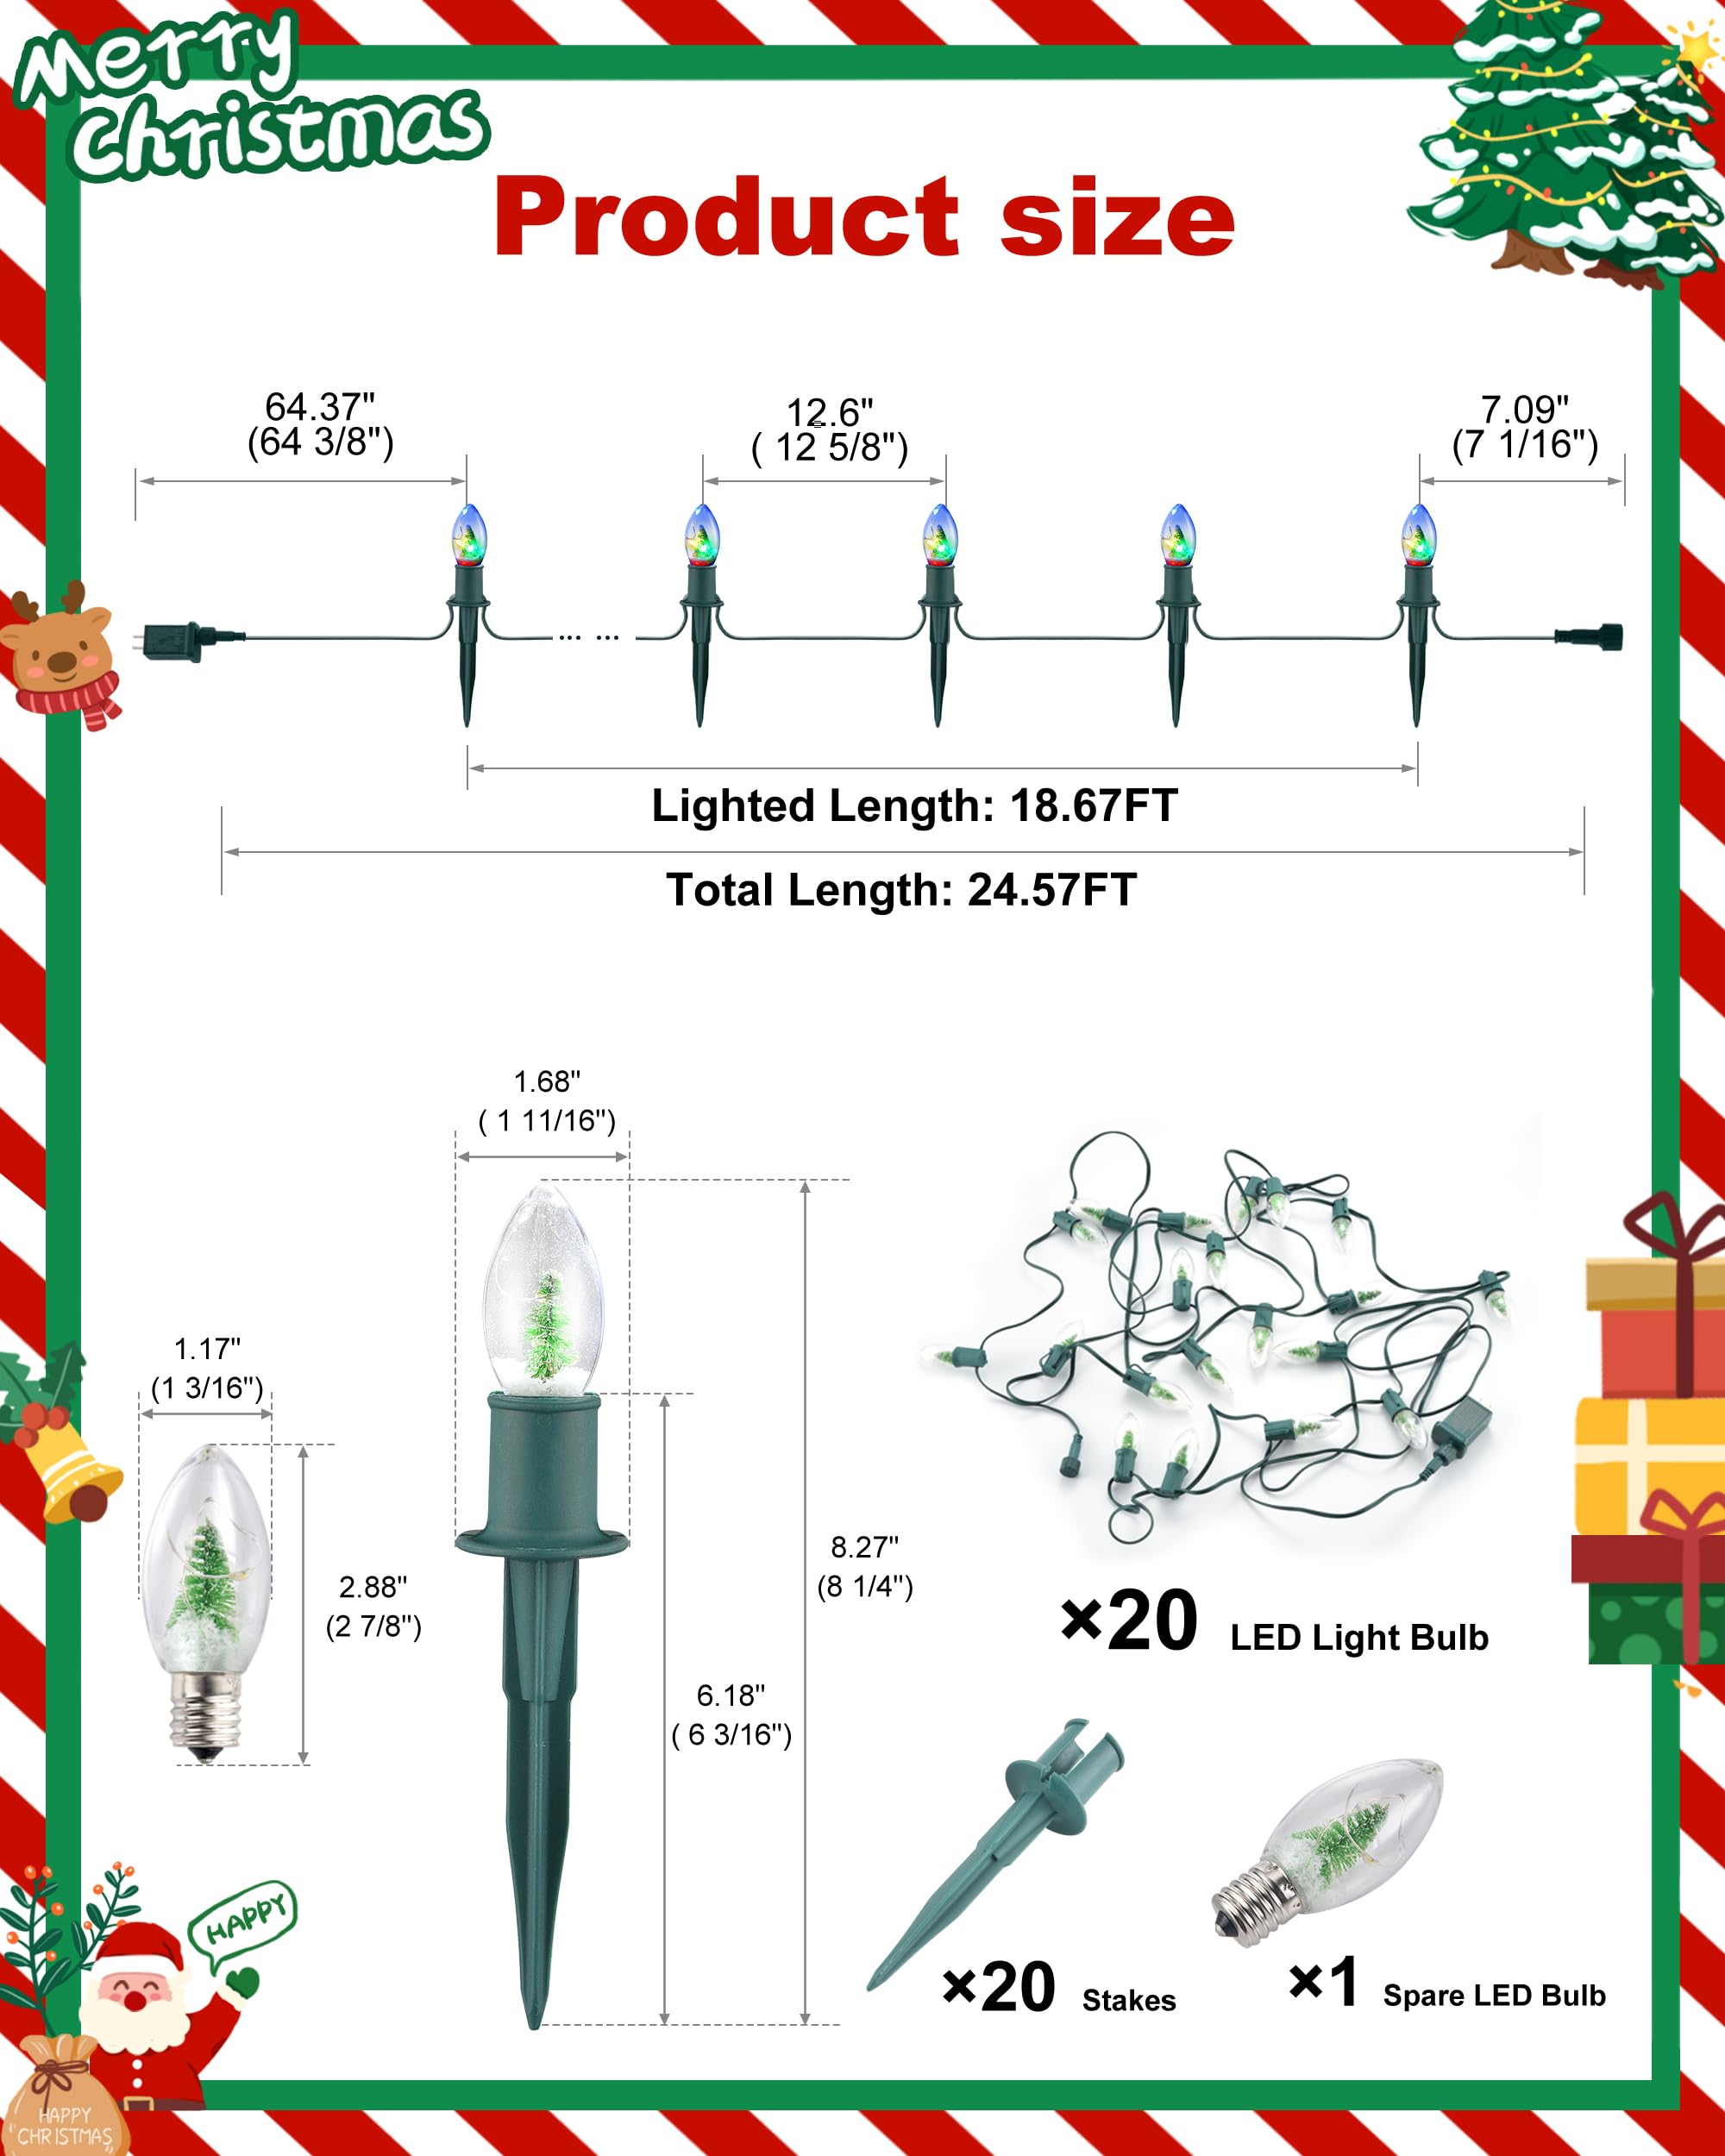 Merry
Christmas
Product size
64.37"
(64 3/8")
12.6"
( 12 5/8")
7.09"
(7 1/16")
Lighted Length: 18.67FT
Total Length: 24.57FT
1.68"
( 1 11/16")
1.17"
(1 3/16")
2.88"
(2 7/8")
8.27"
(8 1/4")
6.18"
( 6 3/16")
×20 LED Light Bulb
×20 Stakes
×1 Spare LED Bulb
HAPPY
HAPPY
CHRISTMAS